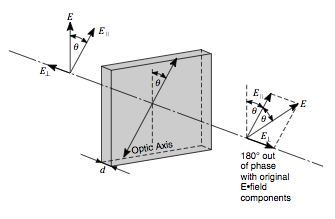 E
E∥
θ
E⊥
θ
Optic Axis
d
E∥
E
θ
θ
E⊥
180° out
of phase
with original
E•field
components